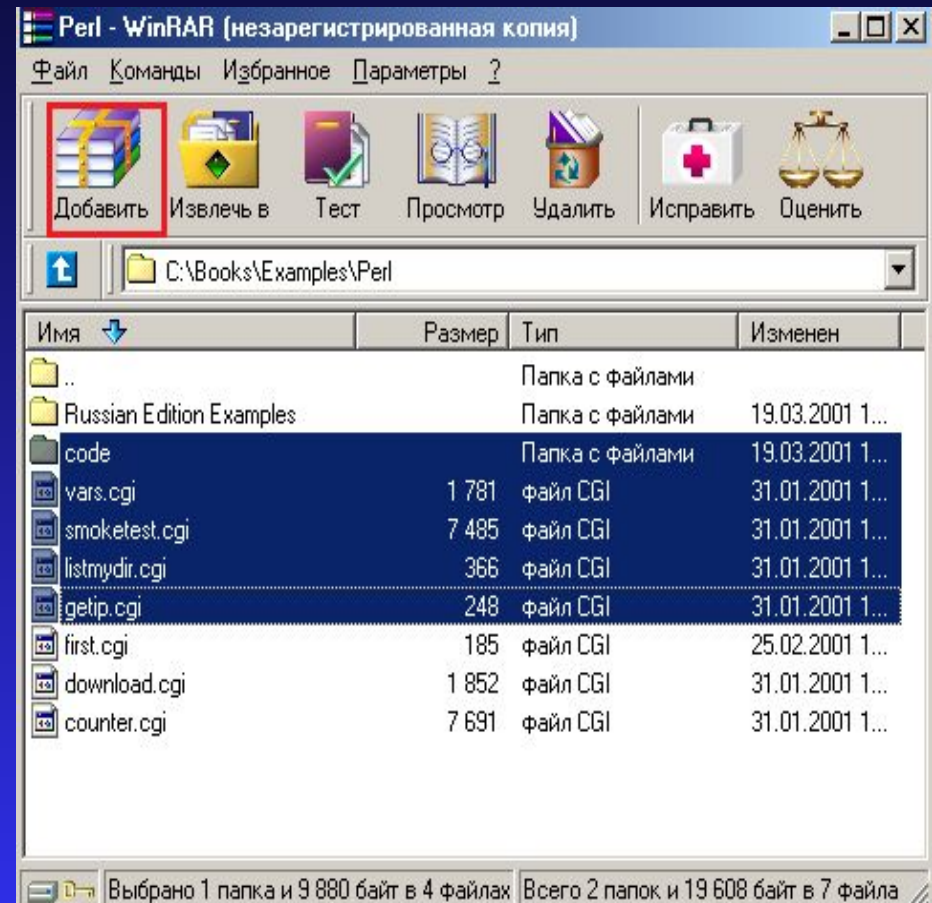 Perl - WinRAR (незарегистрированная копия)
Файл Команды Избранное Параметры ?
Добавить Извлечь в Тест Просмотр Удалить Исправить Оценить
C:\Books\Examples\Perl
Имя Размер Тип Изменен
.. Папка с файлами
Russian Edition Examples Папка с файлами 19.03.2001 1...
code Папка с файлами 19.03.2001 1...
vars.cgi 1 781 файл CGI 31.01.2001 1...
smoketest.cgi 7 485 файл CGI 31.01.2001 1...
listmydir.cgi 366 файл CGI 31.01.2001 1...
getip.cgi 248 файл CGI 31.01.2001 1...
first.cgi 185 файл CGI 25.02.2001 1...
download.cgi 1 852 файл CGI 31.01.2001 1...
counter.cgi 7 691 файл CGI 31.01.2001 1...
Выбрано 1 папка и 9 880 байт в 4 файлах Всего 2 папок и 19 608 байт в 7 файла